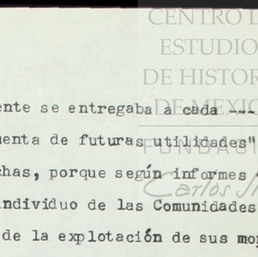 CENTRO D
ESTUDIO
DE HISTOR
DE MEXIC
FUNDACI
Carlos
ente se entregaba a cada ---
uenta de futuras utilidades"
chas, porque según informes
individuo de las Comunidades
de la explotación de sus mo